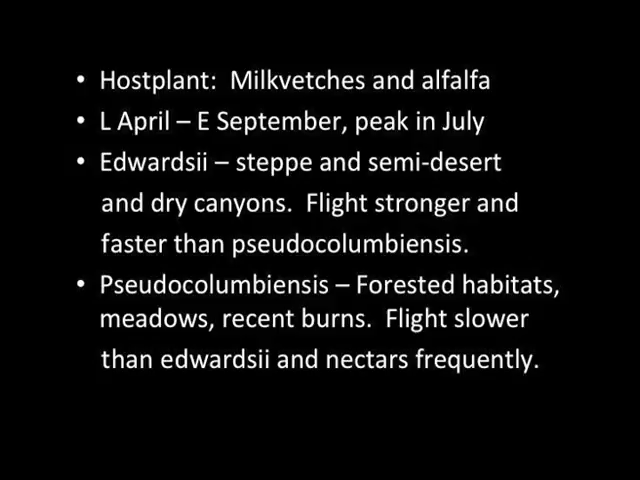 • Hostplant:  Milkvetches and alfalfa
• L April – E September, peak in July
• Edwardsii – steppe and semi-desert
and dry canyons.  Flight stronger and
faster than pseudocolumbiensis.
• Pseudocolumbiensis – Forested habitats,
meadows, recent burns.  Flight slower
than edwardsii and nectars frequently.